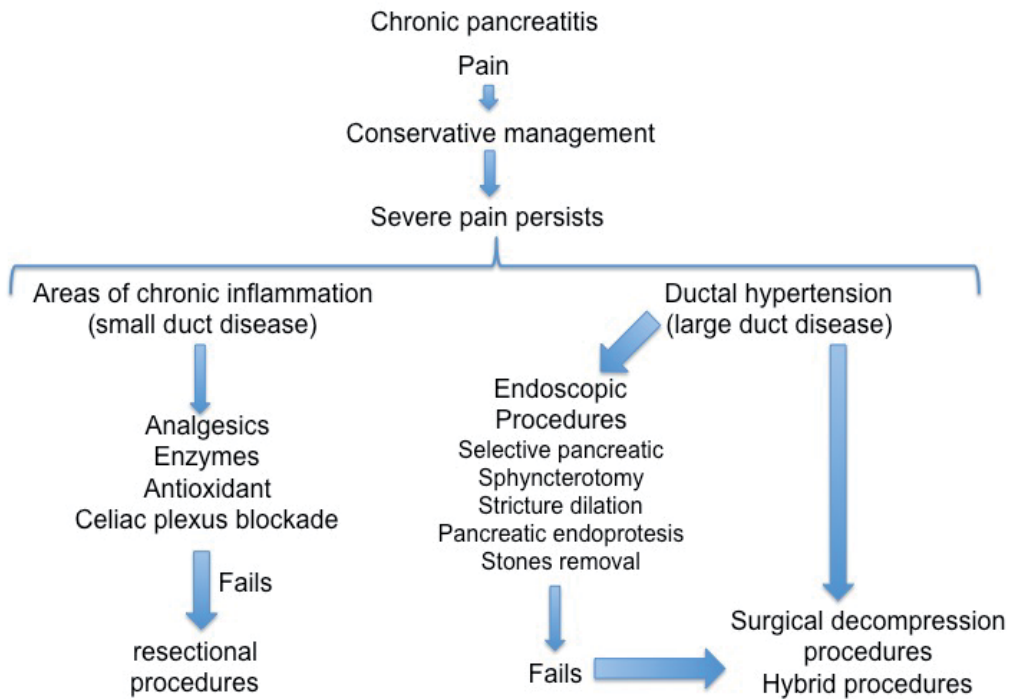 Chronic pancreatitis
Pain
Conservative management
Severe pain persists
Areas of chronic inflammation
(small duct disease)
Analgesics
Enzymes
Antioxidant
Celiac plexus blockade
Fails
resectional
procedures
Ductal hypertension
(large duct disease)
Endoscopic
Procedures
Selective pancreatic
Sphyncterotomy
Stricture dilation
Pancreatic endoprotesis
Stones removal
Fails
Surgical decompression
procedures
Hybrid procedures